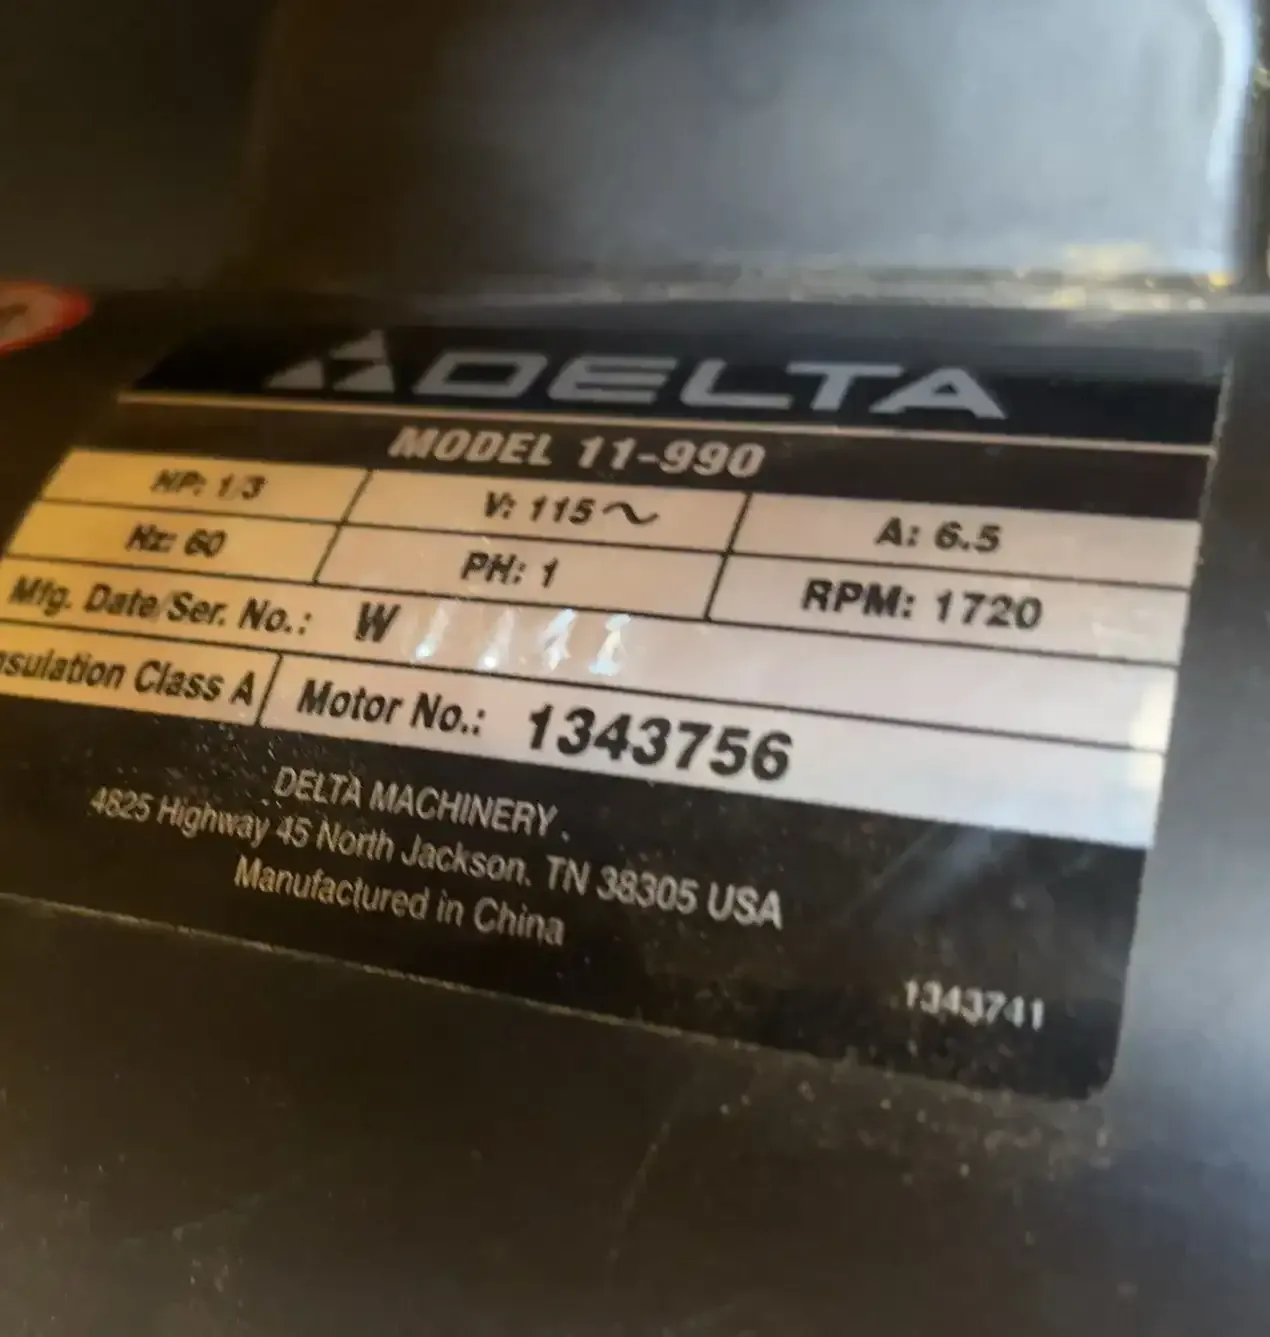 DELTA
MODEL 11-990
HP: 1/3 V: 115~ A: 6.5
Hz: 60 PH: 1 RPM: 1720
Mfg. Date/Ser. No.: W
nsulation Class A Motor No.: 1343756
DELTA MACHINERY.
4825 Highway 45 North Jackson. TN 38305 USA
Manufactured in China
1343741